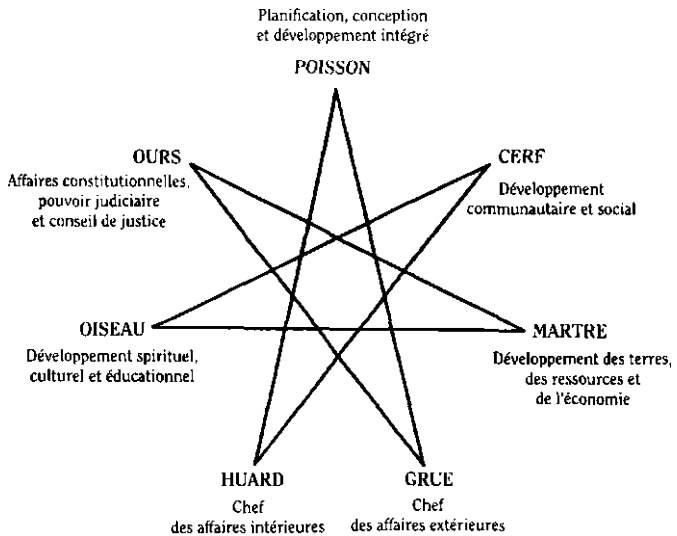 Planification, conception
et développement intégré
POISSON
OURS
Affaires constitutionnelles,
pouvoir judiciaire
et conseil de justice
CERF
Développement
communautaire et social
OISEAU
Développement spirituel,
culturel et éducationnel
MARTRE
Développement des terres,
des ressources et
de l'économie
HUARD
Chef
des affaires intérieures
GRUE
Chef
des affaires extérieures